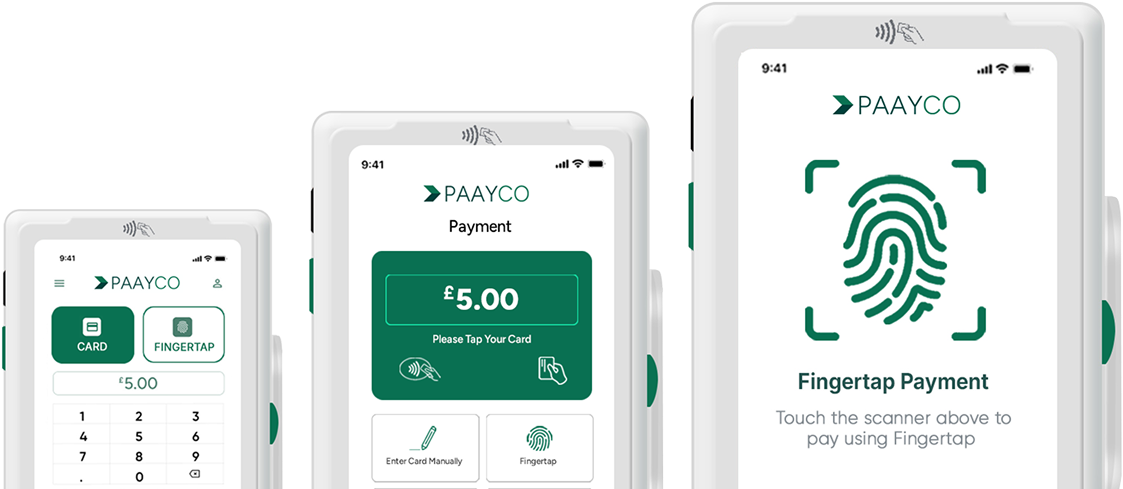 9:41
PAAYCO
CARD
FINGERTAP
£5.00
1 2 3
4 5 6
7 8 9
. 0
9:41
PAAYCO
Payment
£5.00
Please Tap Your Card
Enter Card Manually
Fingertap
9:41
PAAYCO
Fingertap Payment
Touch the scanner above to
pay using Fingertap